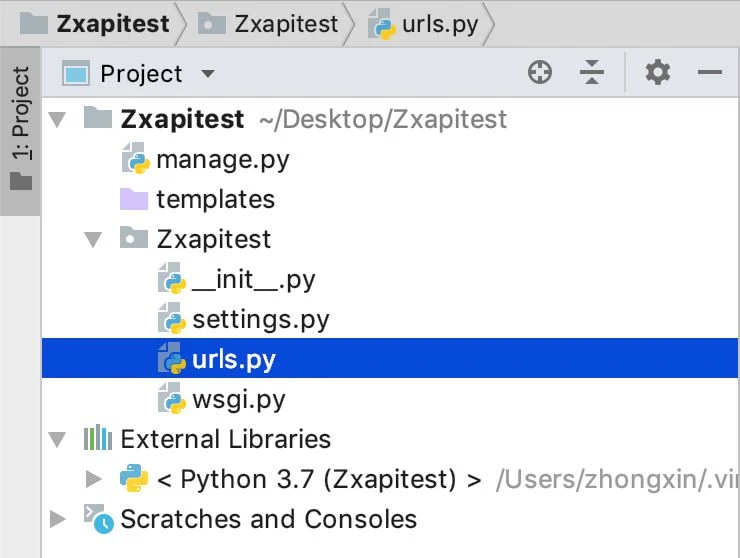 Zxapitest Zxapitest urls.py
1: Project
Project
Zxapitest ~/Desktop/Zxapitest
manage.py
templates
Zxapitest
__init__.py
settings.py
urls.py
wsgi.py
External Libraries
< Python 3.7 (Zxapitest) > /Users/zhongxin/.vir
Scratches and Consoles